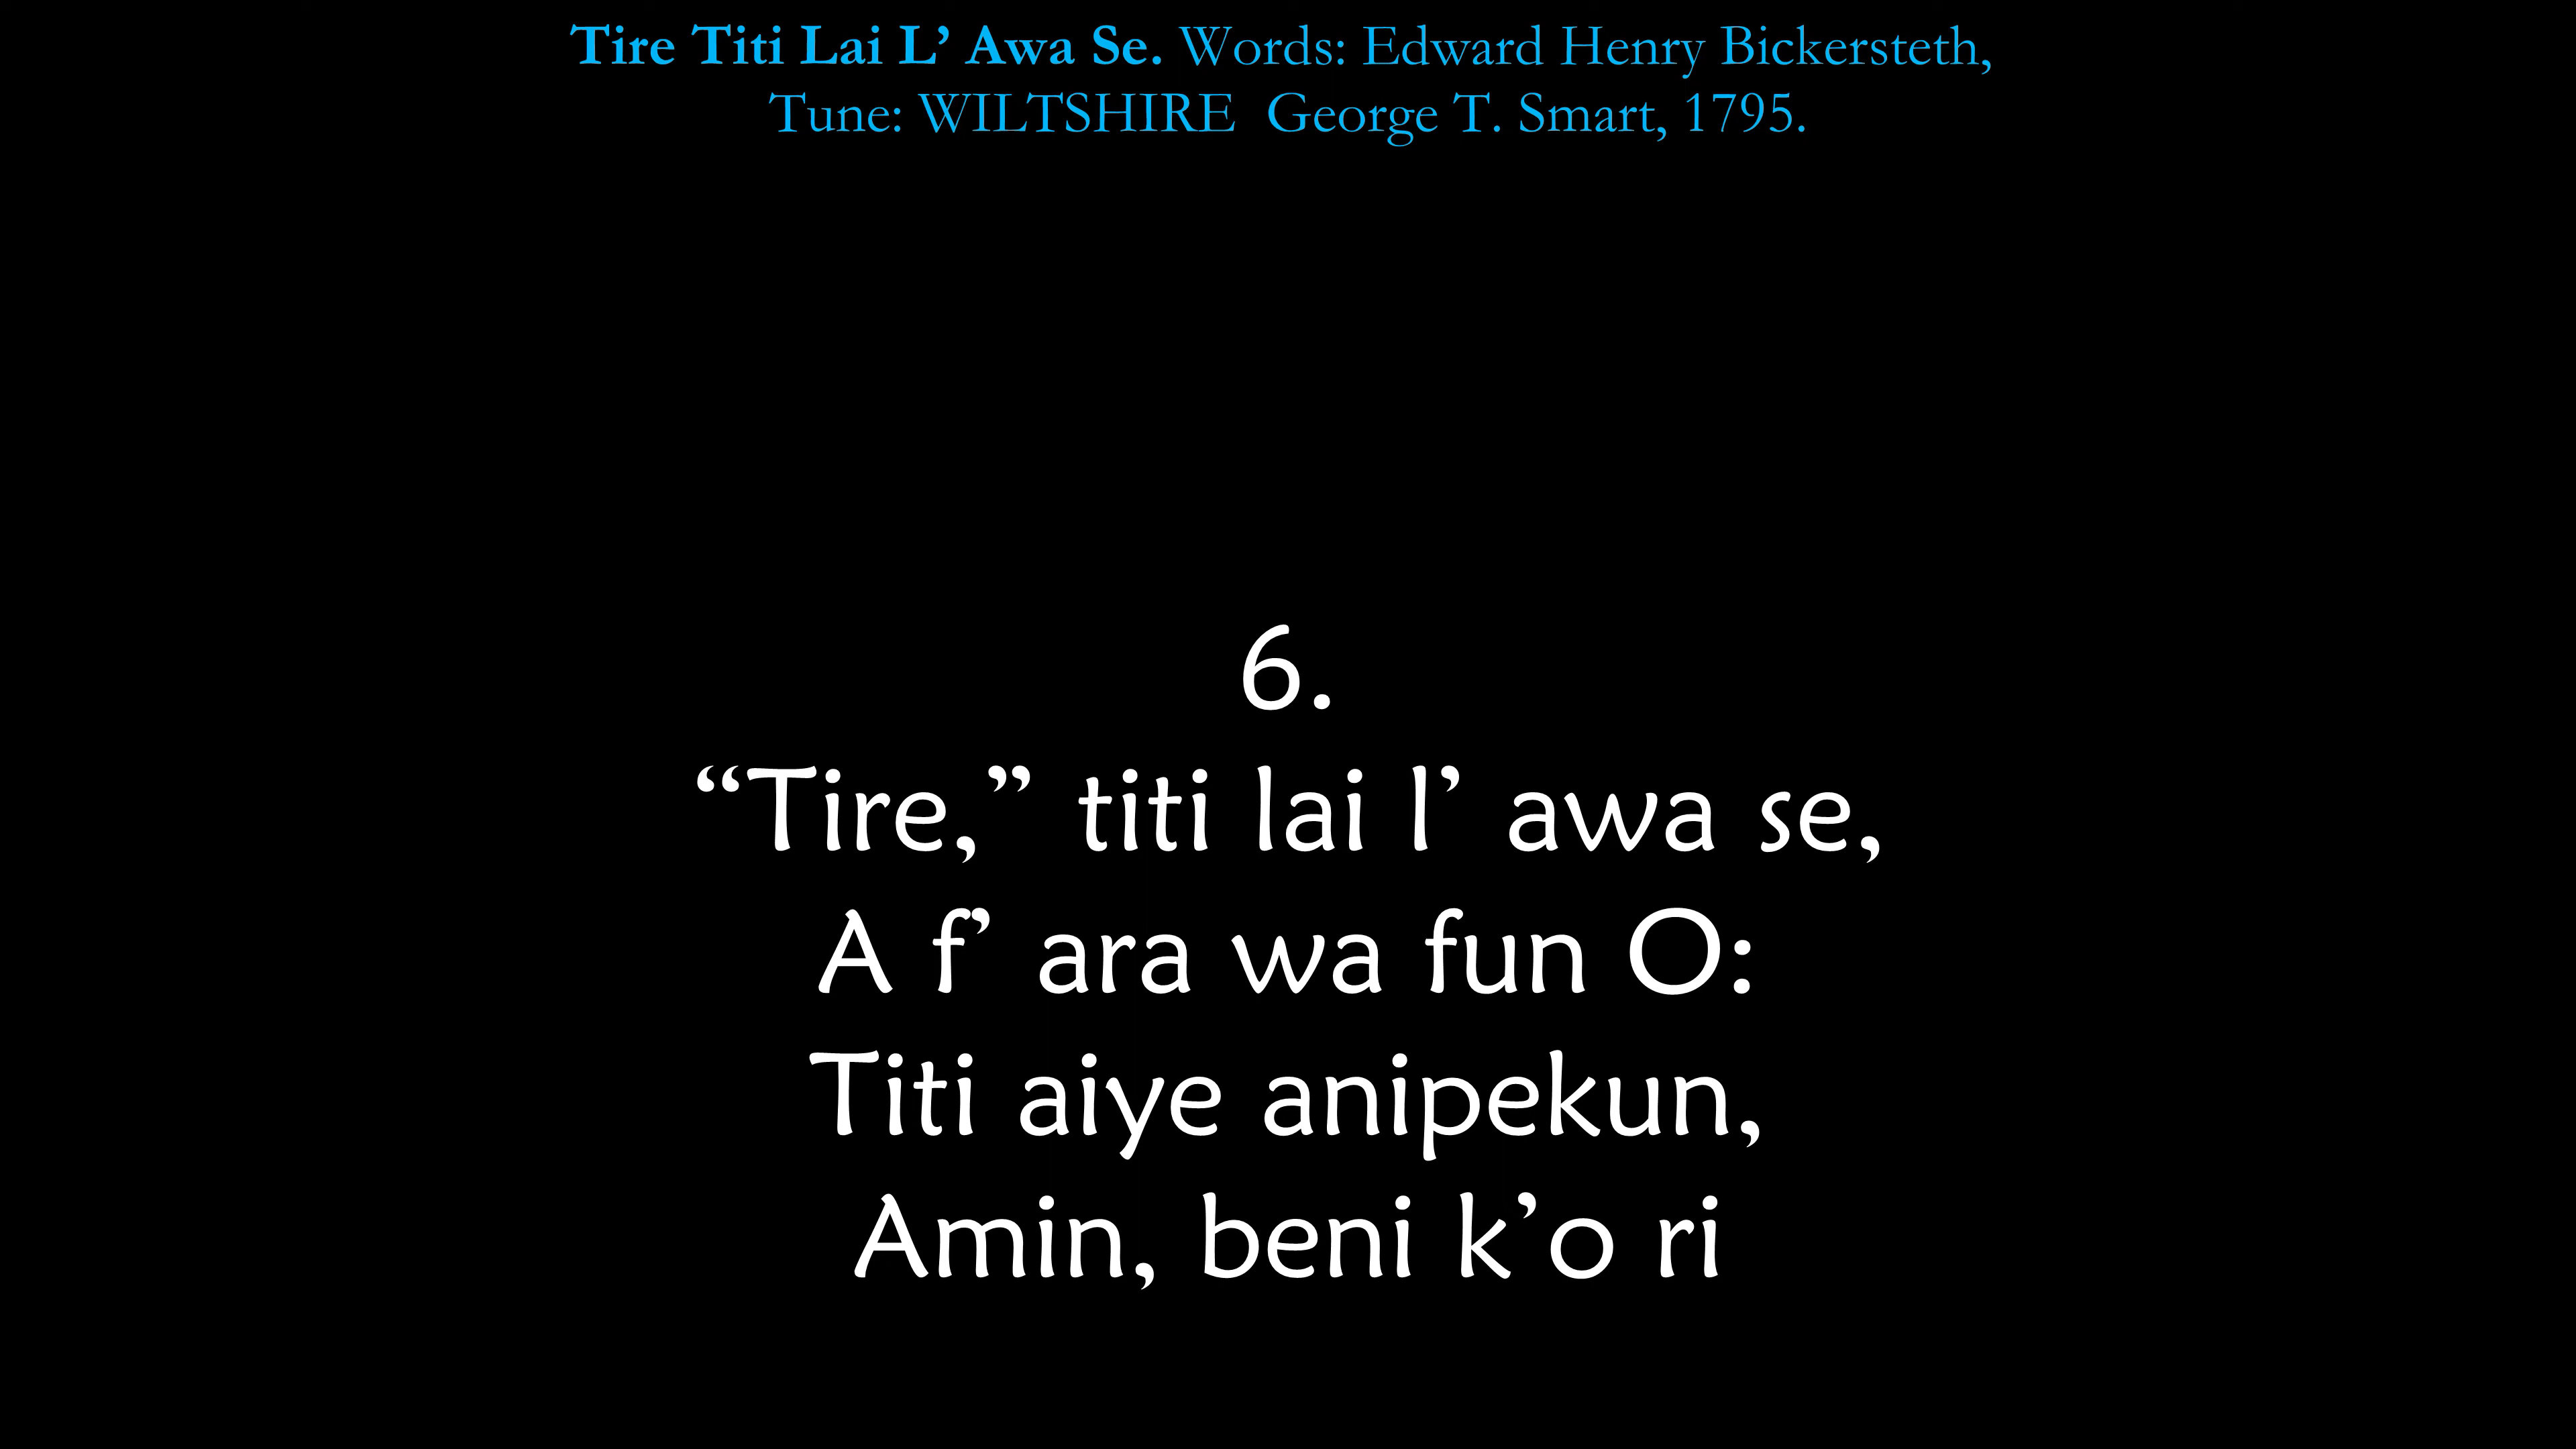 Tire Titi Lai L’ Awa Se. Words: Edward Henry Bickersteth,
Tune: WILTSHIRE George T. Smart, 1795.
6.
“Tire,” titi lai l’ awa se,
A f’ ara wa fun O:
Titi aiye anipekun,
Amin, beni k’o ri